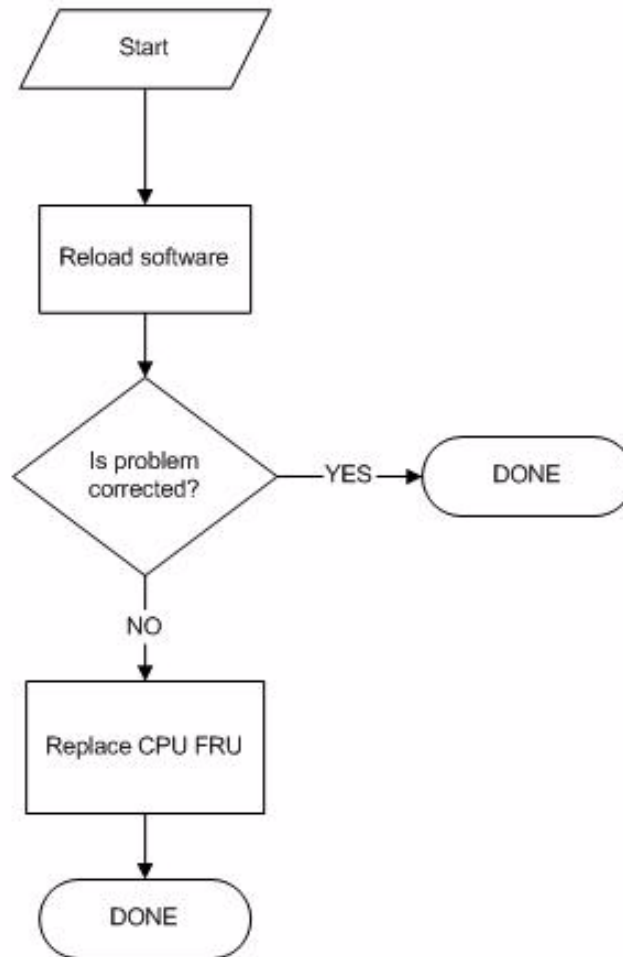 Start
Reload software
Is problem
corrected?
YES
DONE
NO
Replace CPU FRU
DONE